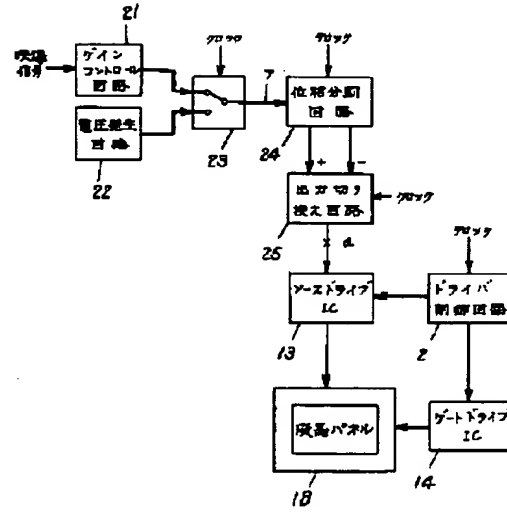 21
映像
信号
ゲイン
コントロール
回路
電圧発生
回路
22
クロック
23
ア
クロック
位相分割
回路
24
+ −
出力切り
換え回路
25
クロック
a
ソースドライブ
IC
13
クロック
ドライバ
制御回路
2
液晶パネル
18
ゲートドライブ
IC
14